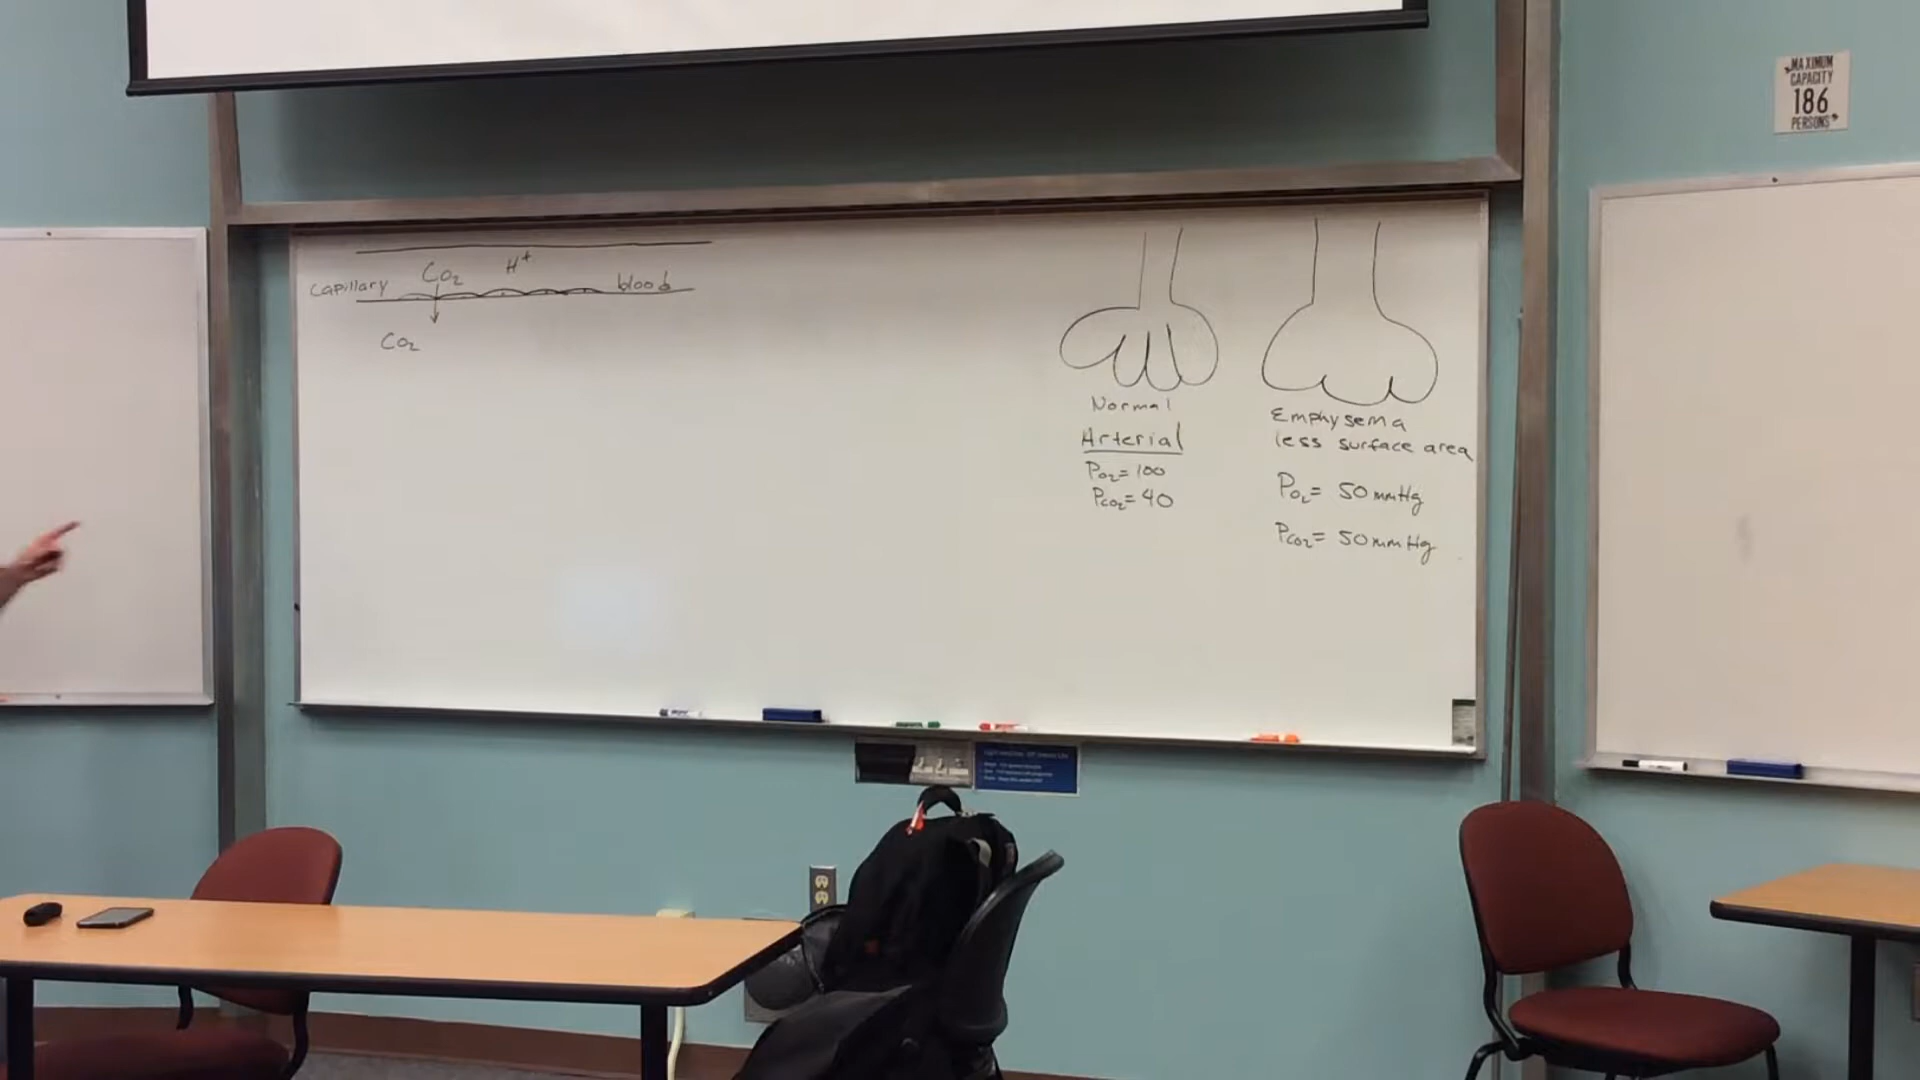 "MAXIMUM
CAPACITY
186
PERSONS"
Capillary CO₂ H⁺ blood
CO₂
Normal
Arterial
PO₂ = 100
PCO₂ = 40
Emphysema
less surface area
PO₂ = 50 mmHg
PCO₂ = 50 mmHg